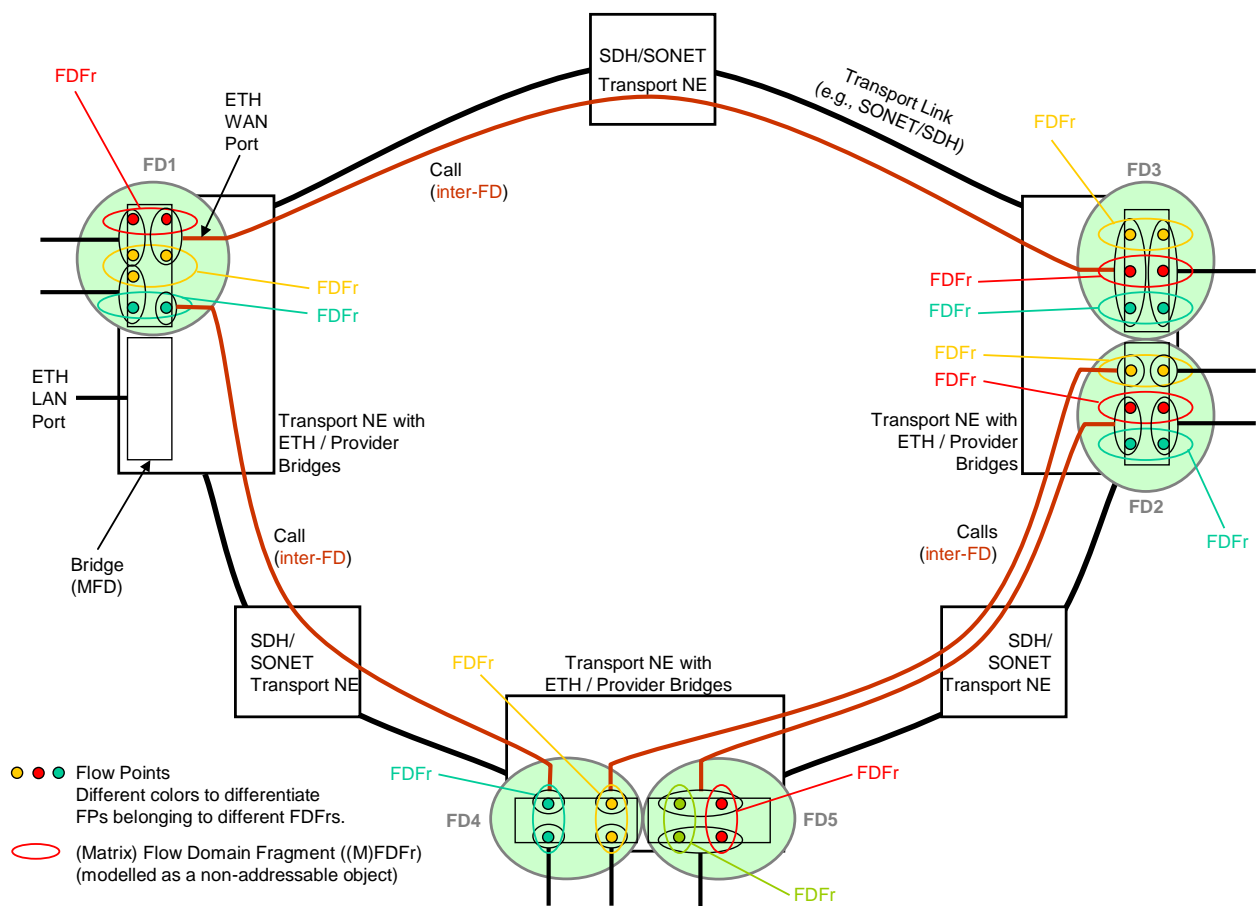 SDH/SONET
Transport NE
FDFr
ETH
WAN
Port
Transport Link
(e.g., SONET/SDH)
FDFr
Call
(inter-FD)
FD1
FD3
FDFr
FDFr
FDFr
FDFr
FDFr
FDFr
ETH
LAN
Port
Transport NE with
ETH / Provider
Bridges
Transport NE with
ETH / Provider
Bridges
FD2
FDFr
Call
(inter-FD)
Calls
(inter-FD)
Bridge
(MFD)
SDH/
SONET
Transport NE
FDFr
Transport NE with
ETH / Provider Bridges
SDH/
SONET
Transport NE
FDFr
FDFr
FD4
FD5
FDFr
Flow Points
Different colors to differentiate
FPs belonging to different FDFrs.
(Matrix) Flow Domain Fragment ((M)FDFr)
(modelled as a non-addressable object)